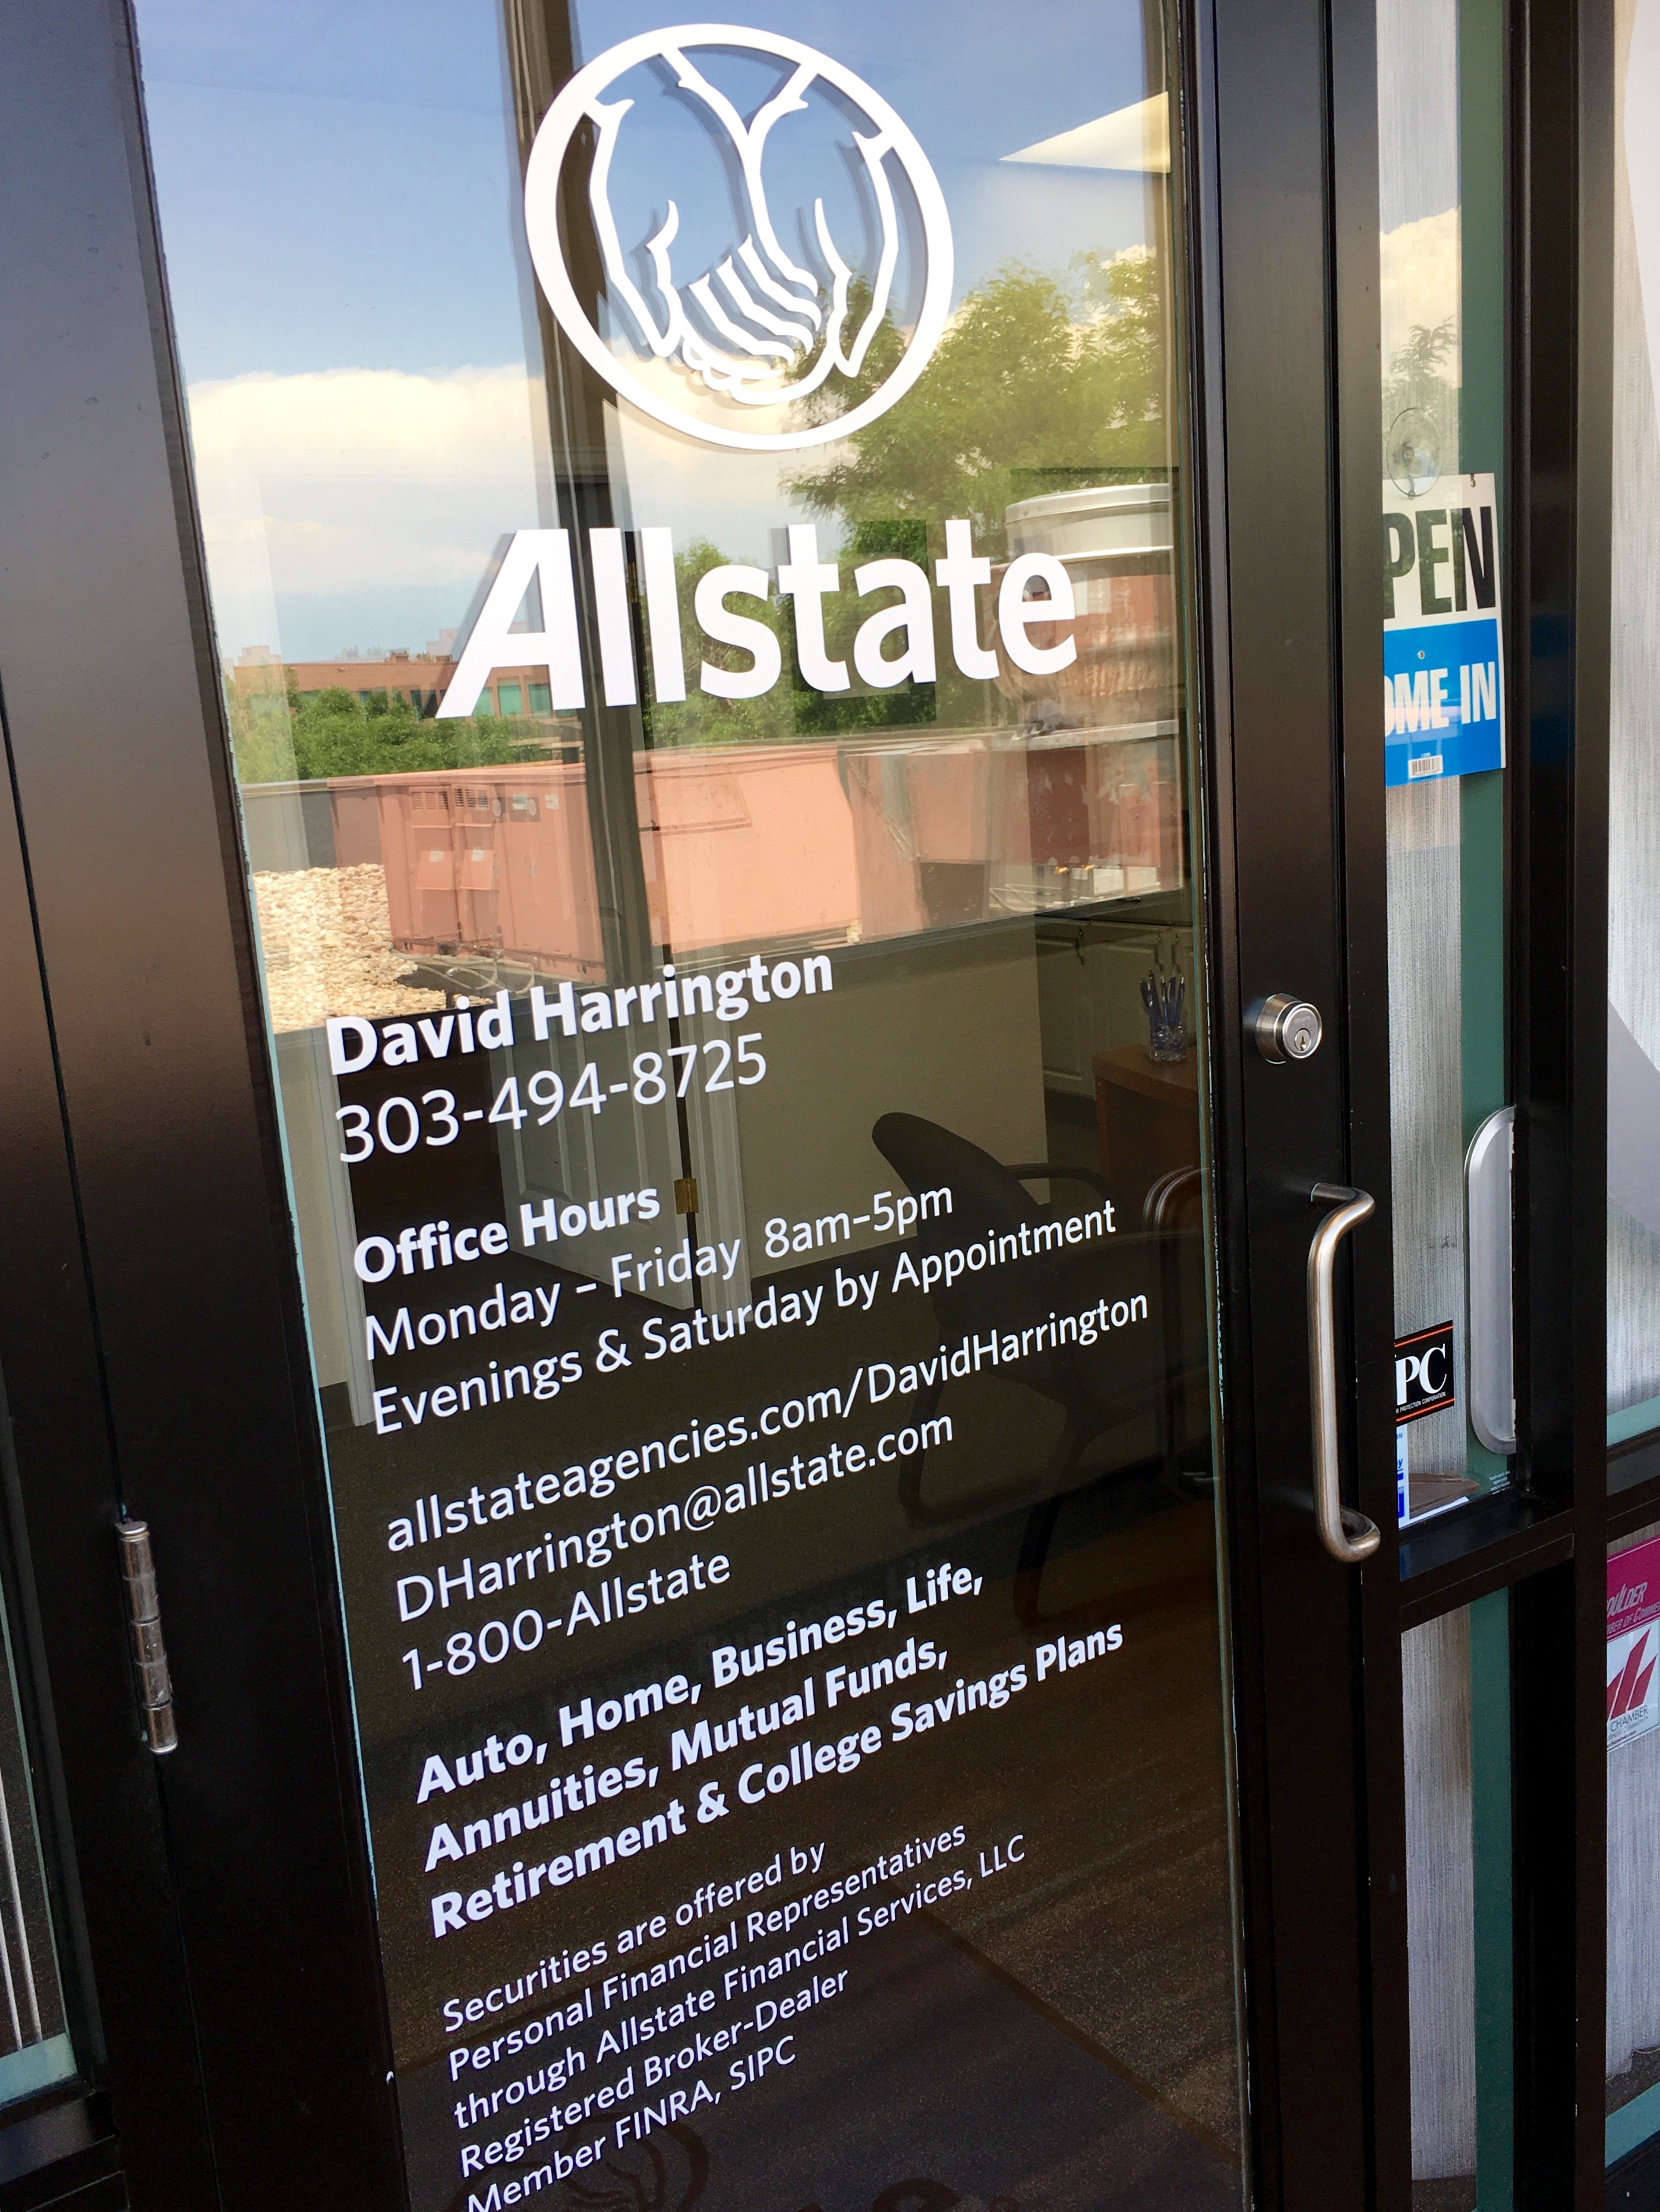 Allstate
David Harrington
303-494-8725
Office Hours
Monday – Friday 8am–5pm
Evenings & Saturday by Appointment
allstateagencies.com/DavidHarrington
DHarrington@allstate.com
1-800-Allstate
Auto, Home, Business, Life,
Annuities, Mutual Funds,
Retirement & College Savings Plans
Securities are offered by
Personal Financial Representatives
through Allstate Financial Services, LLC
Registered Broker-Dealer
Member FINRA, SIPC
PEN
OME IN
IPC
CHAMBER